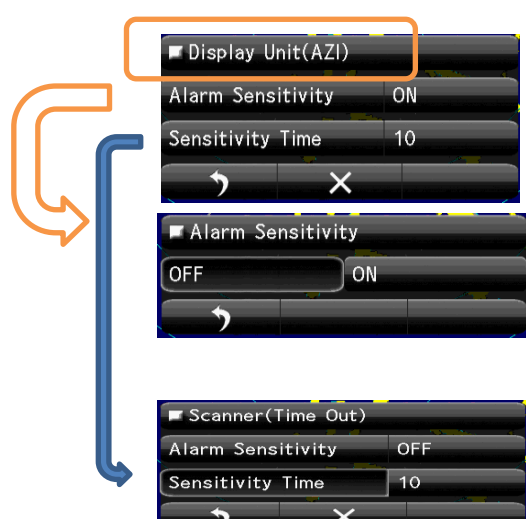 Display Unit(AZI)
Alarm Sensitivity ON
Sensitivity Time 10
Alarm Sensitivity
OFF ON
Scanner(Time Out)
Alarm Sensitivity OFF
Sensitivity Time 10